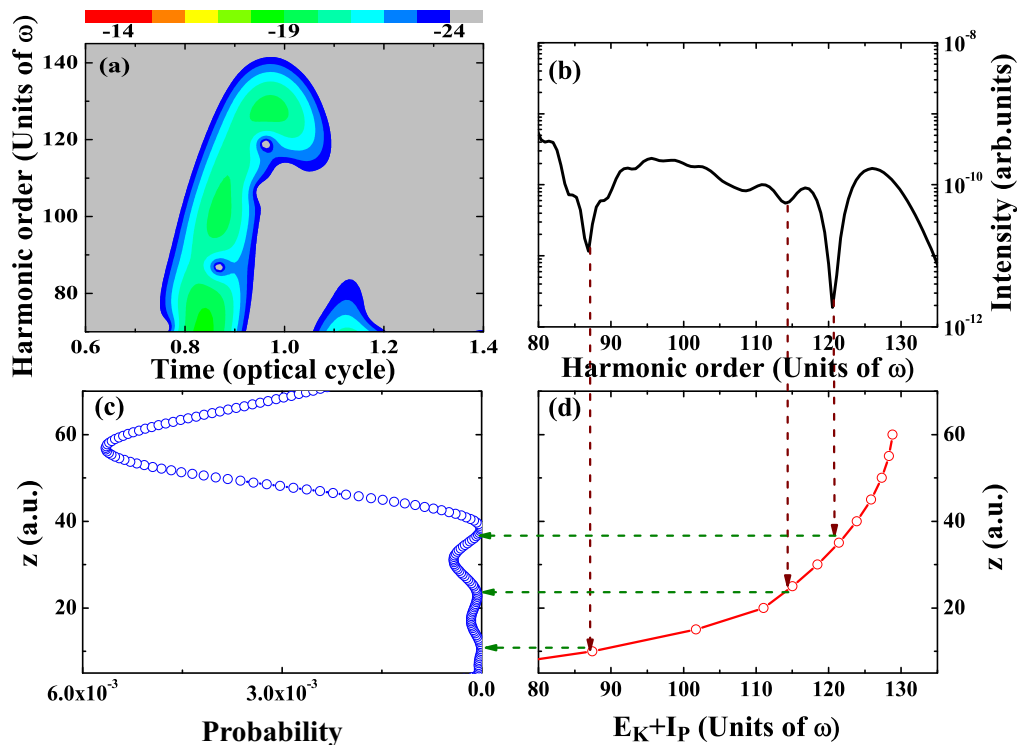 -14 -19 -24
(a)
Harmonic order (Units of ω)
140
120
100
80
0.6 0.8 1.0 1.2 1.4
Time (optical cycle)
(b)
10⁻⁸
10⁻¹⁰
10⁻¹²
Intensity (arb.units)
80 90 100 110 120 130
Harmonic order (Units of ω)
(c)
z (a.u.)
60
40
20
6.0x10⁻³ 3.0x10⁻³ 0.0
Probability
(d)
60
40
20
z (a.u.)
80 90 100 110 120 130
E_K+I_P (Units of ω)